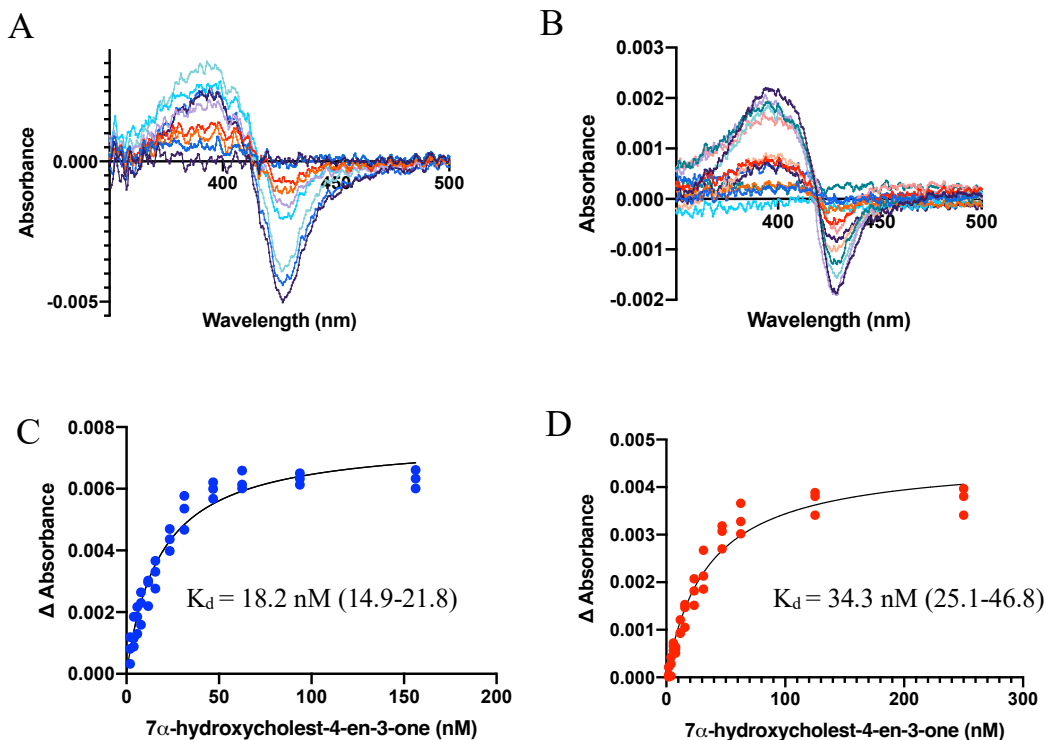 A
Absorbance
0.000
-0.005
400
450
500
Wavelength (nm)
B
Absorbance
0.003
0.002
0.001
0.000
-0.001
-0.002
400
450
500
Wavelength (nm)
C
Δ Absorbance
0.008
0.006
0.004
0.002
0.000
K_d = 18.2 nM (14.9-21.8)
0
50
100
150
200
7α-hydroxycholest-4-en-3-one (nM)
D
Δ Absorbance
0.005
0.004
0.003
0.002
0.001
0.000
K_d = 34.3 nM (25.1-46.8)
0
100
200
300
7α-hydroxycholest-4-en-3-one (nM)